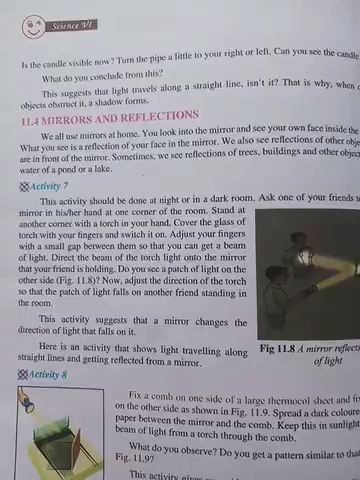 Science VI
Is the candle visible now? Turn the pipe a little to your right or left. Can you see the candle
What do you conclude from this?
This suggests that light travels along a straight line, isn't it? That is why, when
objects obstruct it, a shadow forms.
11.4 MIRRORS AND REFLECTIONS
We all use mirrors at home. You look into the mirror and see your own face inside the
What you see is a reflection of your face in the mirror. We also see reflections of other
are in front of the mirror. Sometimes, we see reflections of trees, buildings and other
water of a pond or a lake.
Activity 7
This activity should be done at night or in a dark room. Ask one of your friends
mirror in his/her hand at one corner of the room. Stand at
another corner with a torch in your hand. Cover the glass of
torch with your fingers and switch it on. Adjust your fingers
with a small gap between them so that you can get a beam
of light. Direct the beam of the torch light onto the mirror
that your friend is holding. Do you see a patch of light on the
other side (Fig. 11.8)? Now, adjust the direction of the torch
so that the patch of light falls on another friend standing in
the room.
This activity suggests that a mirror changes the
direction of light that falls on it.
Here is an activity that shows light travelling along
straight lines and getting reflected from a mirror.
Fig 11.8 A mirror
of light
Activity 8
Fix a comb on one side of a large thermocol sheet and
on the other side as shown in Fig. 11.9. Spread a dark
paper between the mirror and the comb. Keep this in sunlight
beam of light from a torch through the comb.
What do you observe? Do you get a pattern similar to that
Fig. 11.9?
This activity